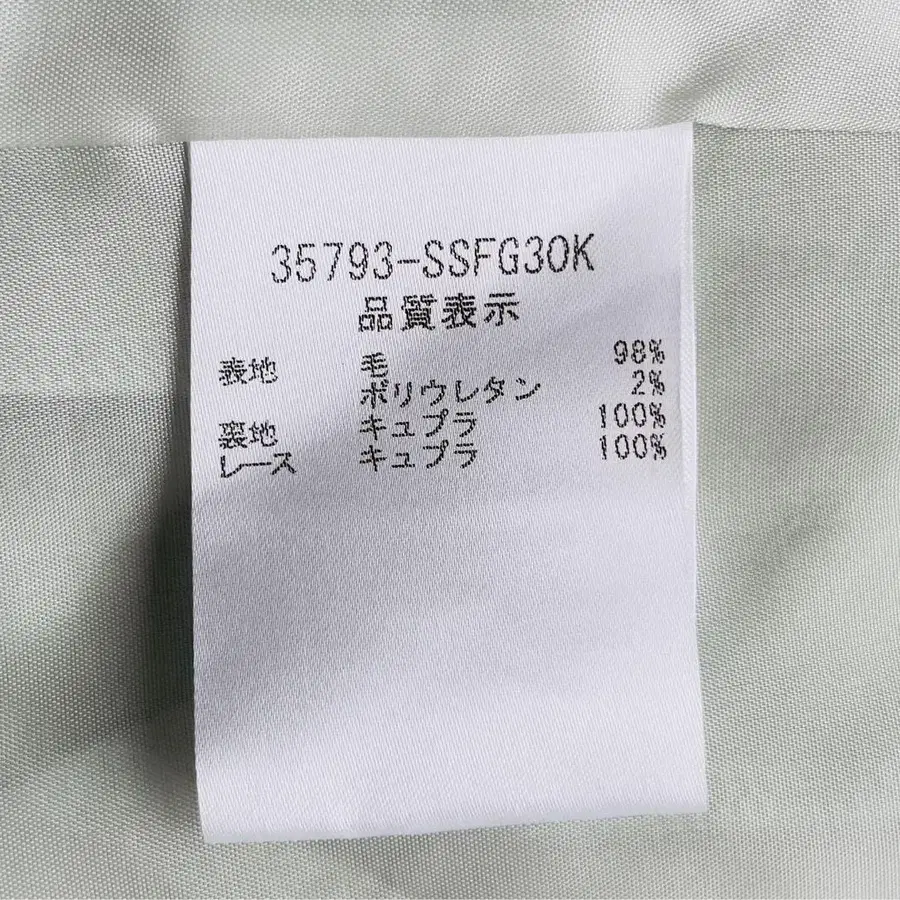 35793-SSFG30K
品質表示
表地 毛 98%
ポリウレタン 2%
裏地 キュプラ 100%
レース キュプラ 100%